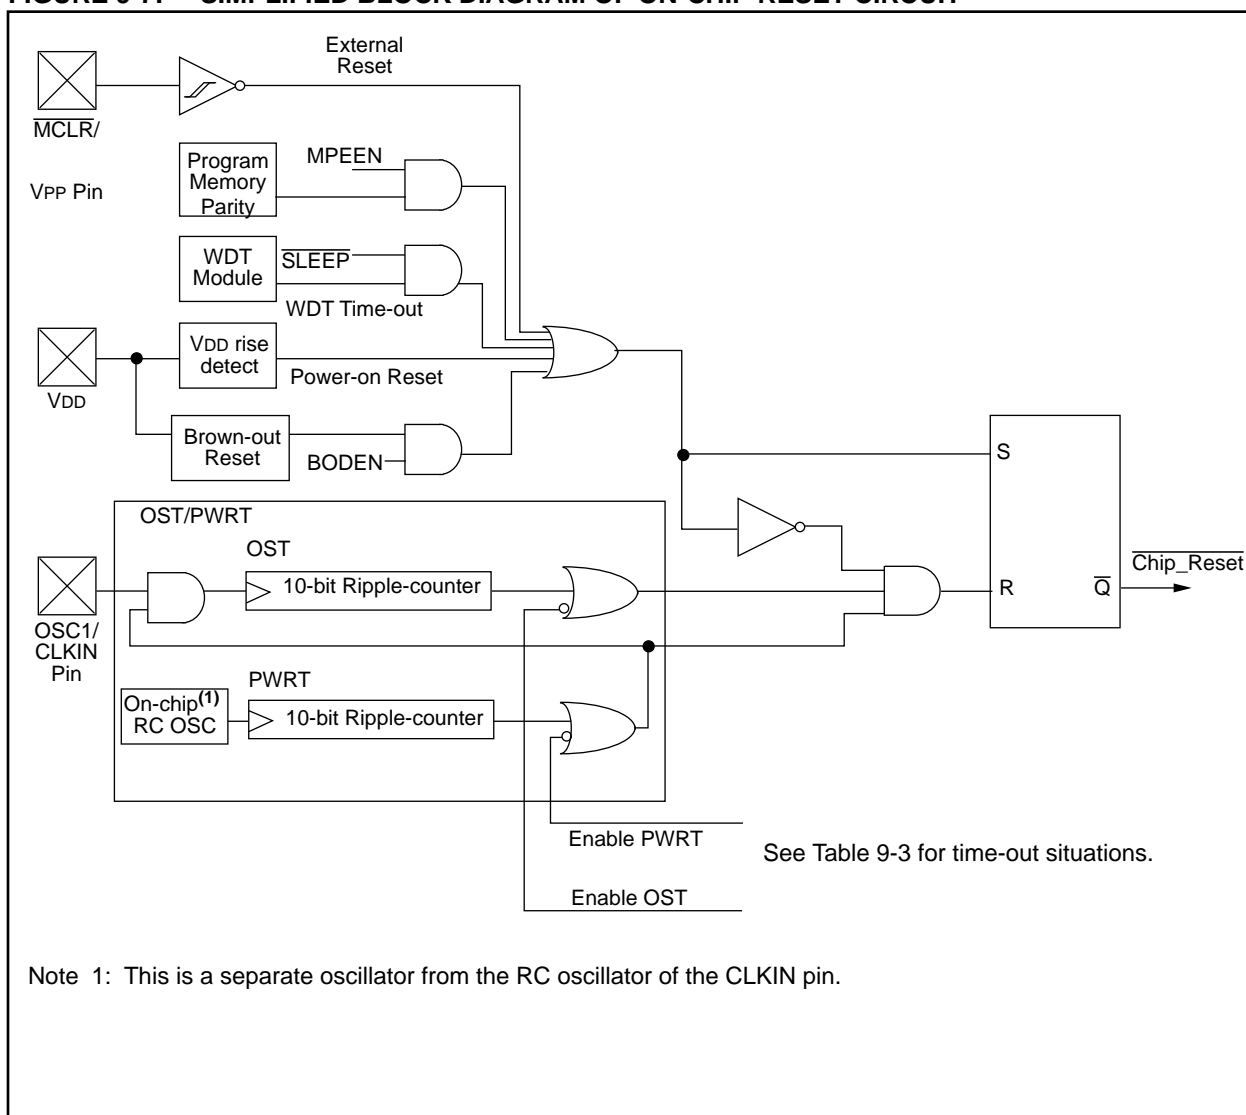 External
Reset
MCLR/
VPP Pin
Program
Memory
Parity
MPEEN
WDT
Module
SLEEP
WDT Time-out
VDD rise
detect
Power-on Reset
VDD
Brown-out
Reset
BODEN
OST/PWRT
OST
10-bit Ripple-counter
OSC1/
CLKIN
Pin
PWRT
On-chip(1)
RC OSC
10-bit Ripple-counter
S
R
Q
Chip_Reset
Enable PWRT
Enable OST
See Table 9-3 for time-out situations.
Note 1: This is a separate oscillator from the RC oscillator of the CLKIN pin.